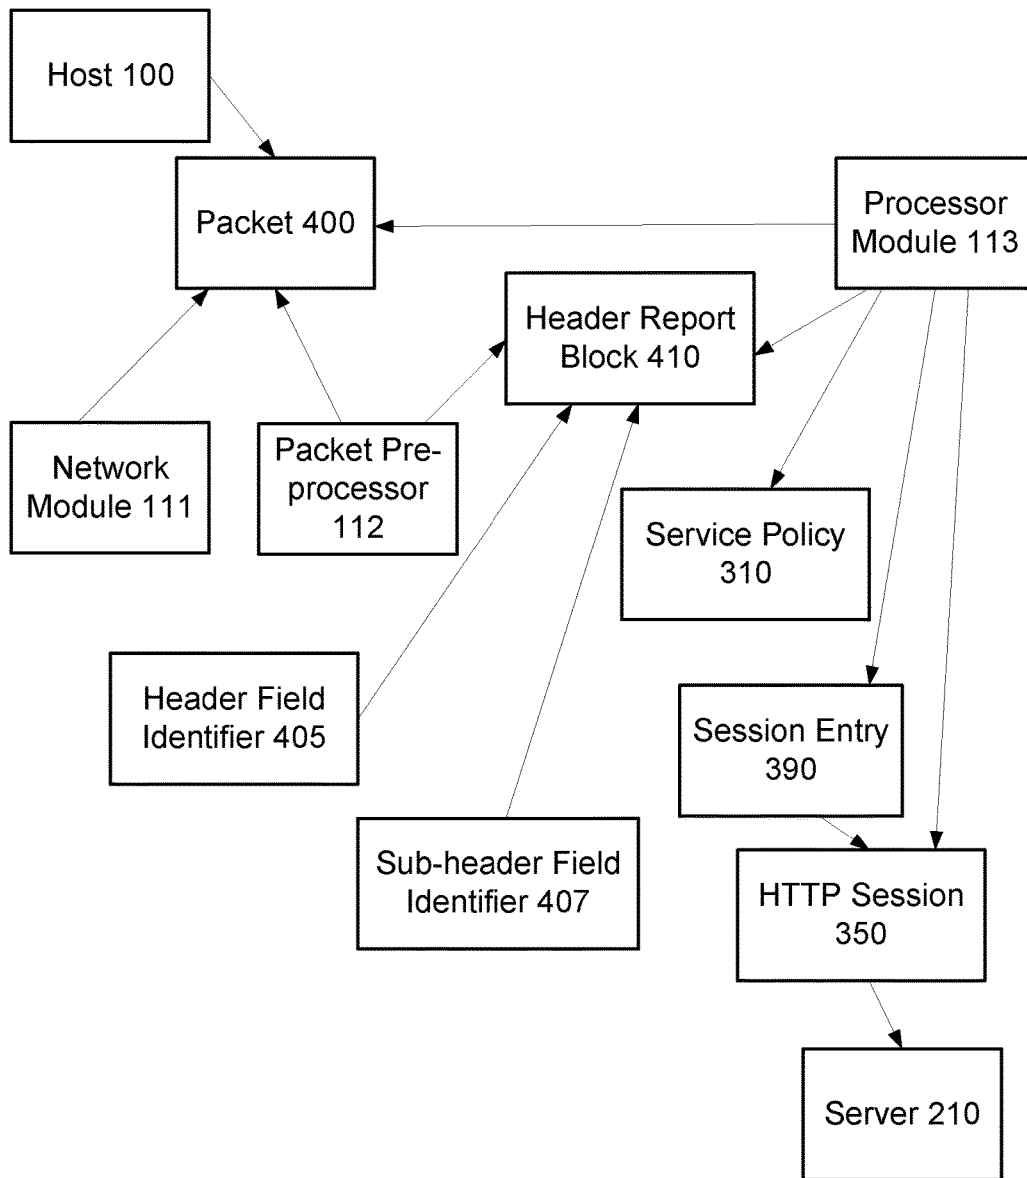 Host 100
Packet 400
Processor
Module 113
Header Report
Block 410
Network
Module 111
Packet Pre-
processor
112
Service Policy
310
Header Field
Identifier 405
Session Entry
390
Sub-header Field
Identifier 407
HTTP Session
350
Server 210